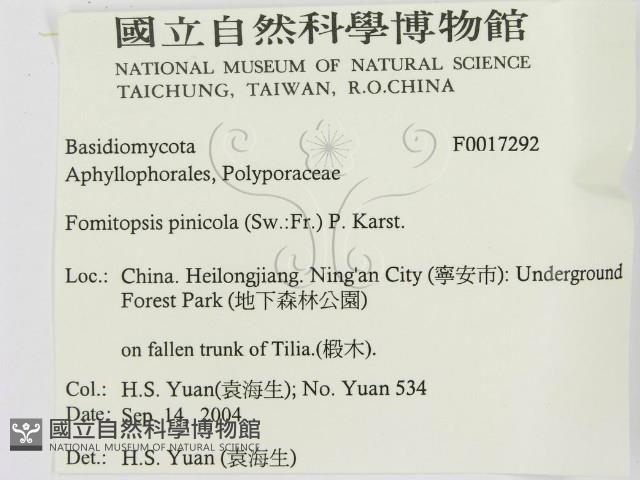 國立自然科學博物館
NATIONAL MUSEUM OF NATURAL SCIENCE
TAICHUNG, TAIWAN, R.O.CHINA
Basidiomycota F0017292
Aphyllophorales, Polyporaceae
Fomitopsis pinicola (Sw.:Fr.) P. Karst.
Loc.: China. Heilongjiang. Ning'an City (寧安市): Underground
Forest Park (地下森林公園)
on fallen trunk of Tilia.(椴木).
Col.: H.S. Yuan(袁海生); No. Yuan 534
Date: Sep. 14, 2004
國立自然科學博物館
NATIONAL MUSEUM OF NATURAL SCIENCE
Det.: H.S. Yuan (袁海生)